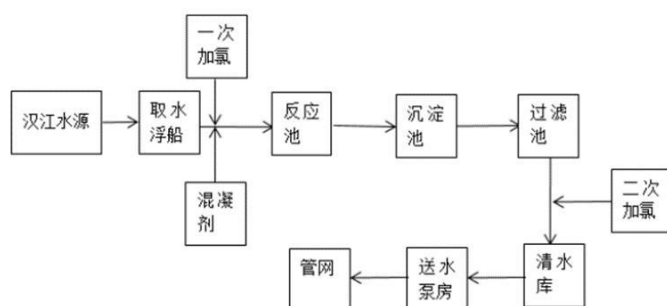 一次
加氯
汉江水源
取水
浮船
反应
池
沉淀
池
过滤
池
混凝
剂
二次
加氯
管网
送水
泵房
清水
库